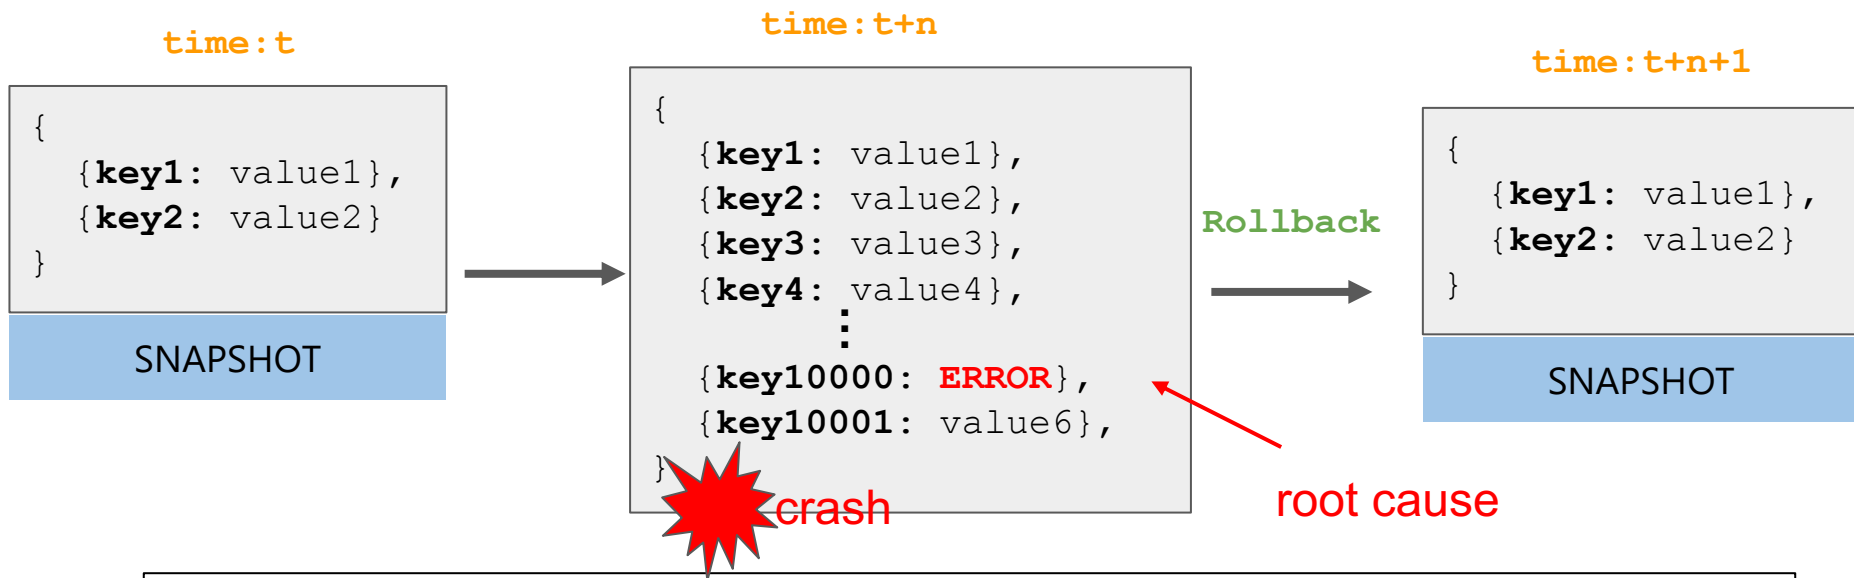 time:t
{
{key1: value1},
{key2: value2}
}
SNAPSHOT
time:t+n
{
{key1: value1},
{key2: value2},
{key3: value3},
{key4: value4},
⋮
{key10000: ERROR},
{key10001: value6},
}
crash
Rollback
root cause
time:t+n+1
{
{key1: value1},
{key2: value2}
}
SNAPSHOT